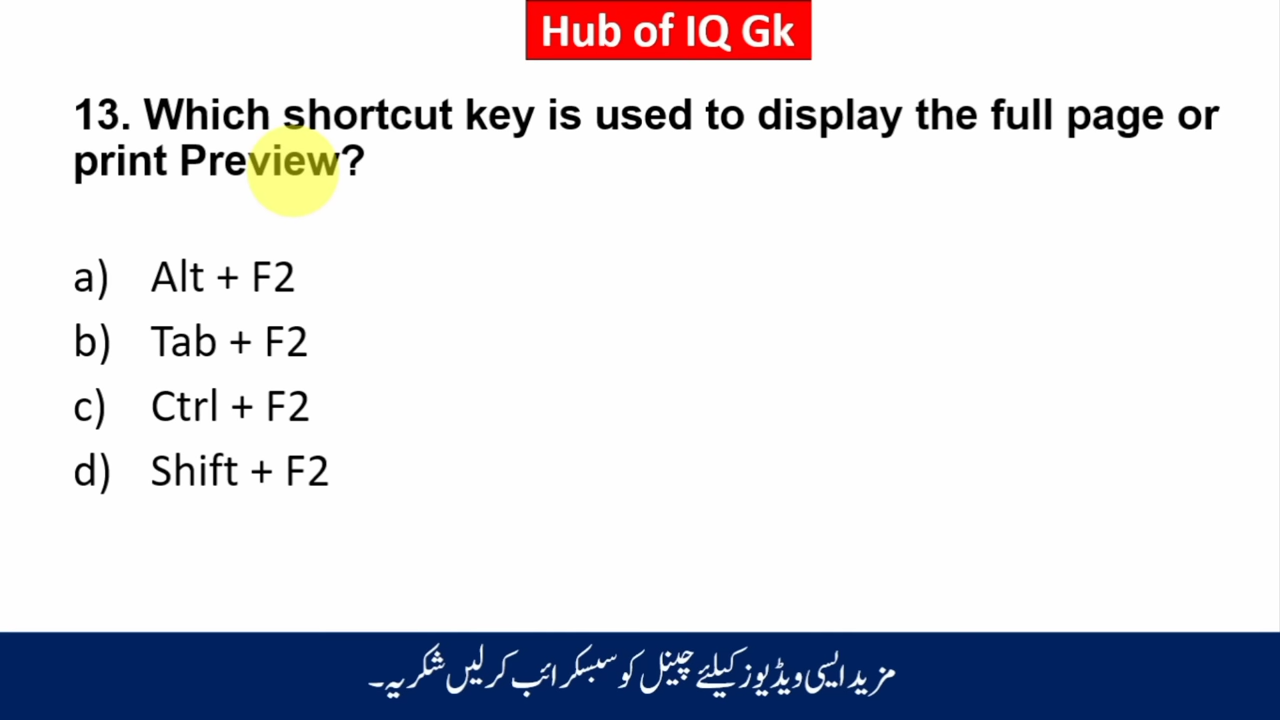 Hub of IQ Gk
13. Which shortcut key is used to display the full page or
print Preview?
a) Alt + F2
b) Tab + F2
c) Ctrl + F2
d) Shift + F2
مزید ایسی ویڈیوز کیلئے چینل کو سبسکرائب کر لیں شکریہ۔